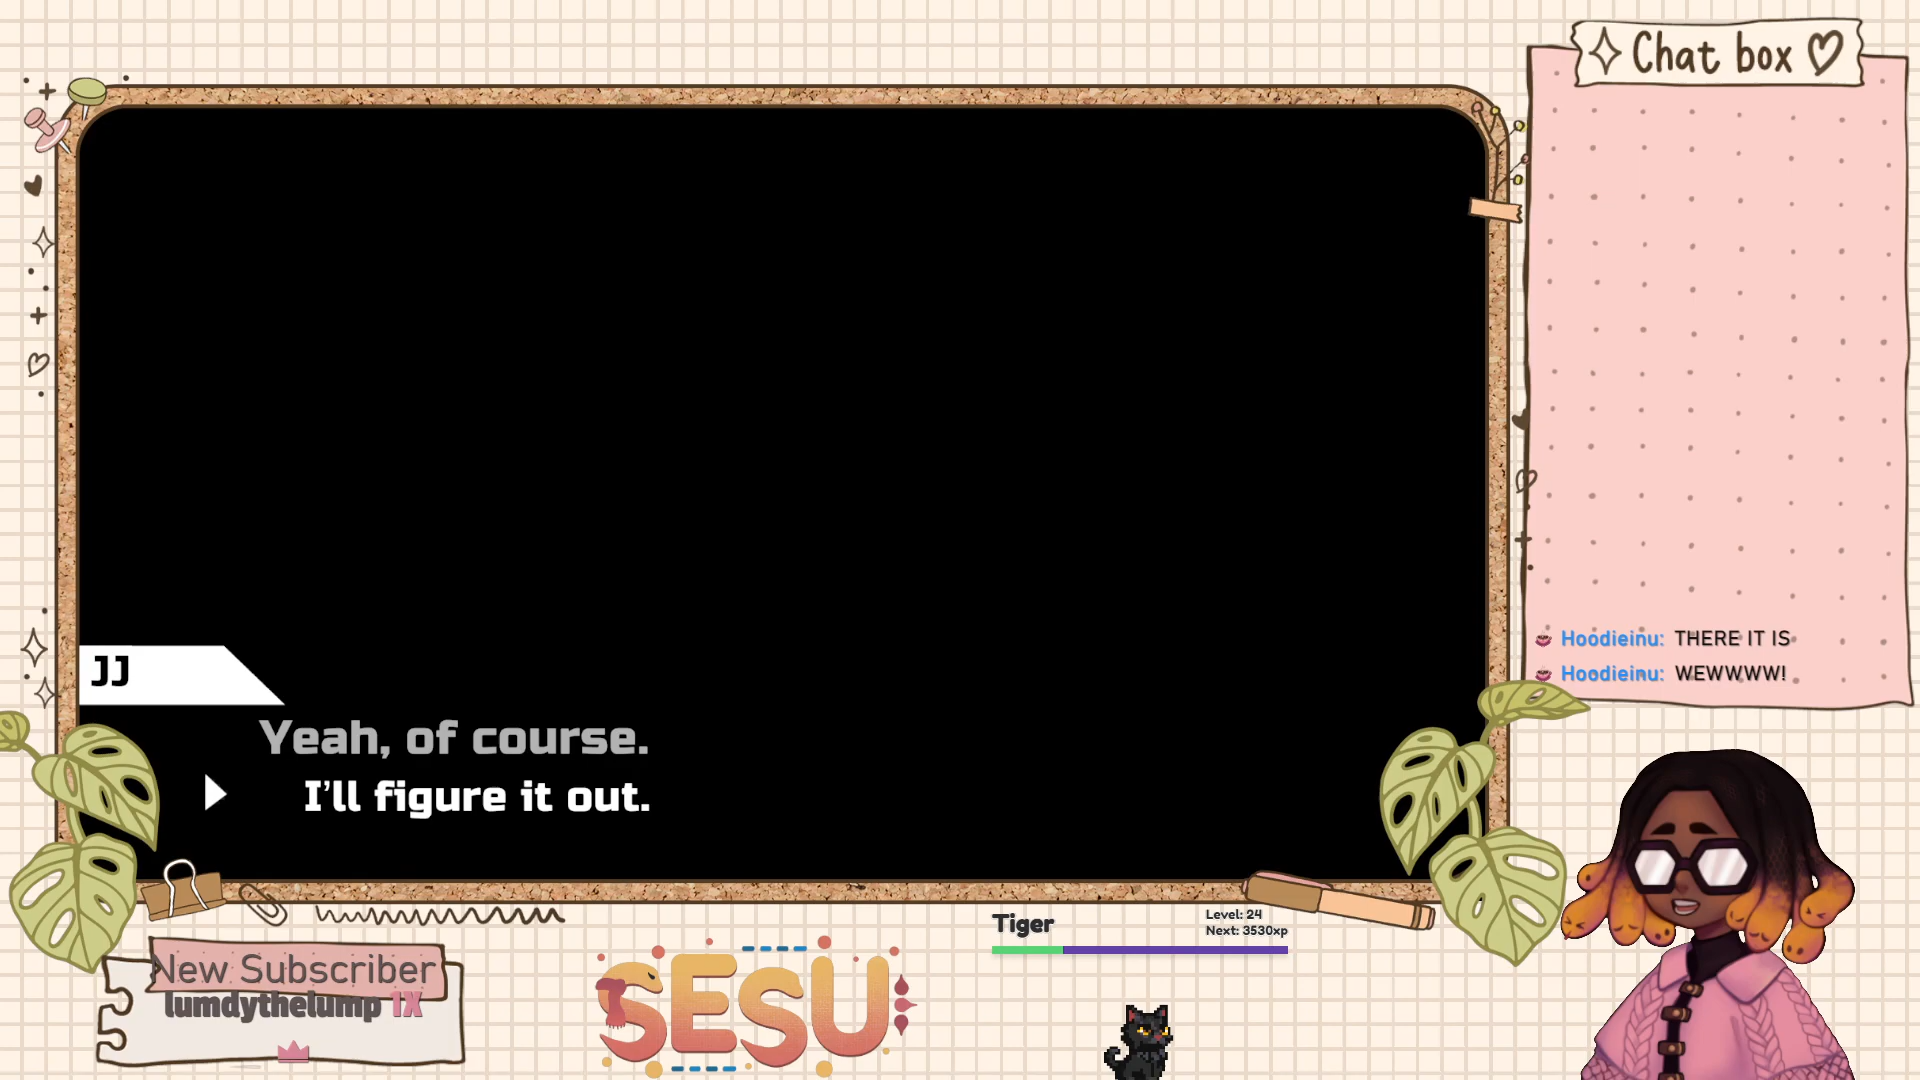 Chat box
Hoodieinu: THERE IT IS
Hoodieinu: WEWWWW!
JJ
Yeah, of course.
I'll figure it out.
New Subscriber
lumdythelump 1X
SESU
Tiger
Level: 24
Next: 3530xp